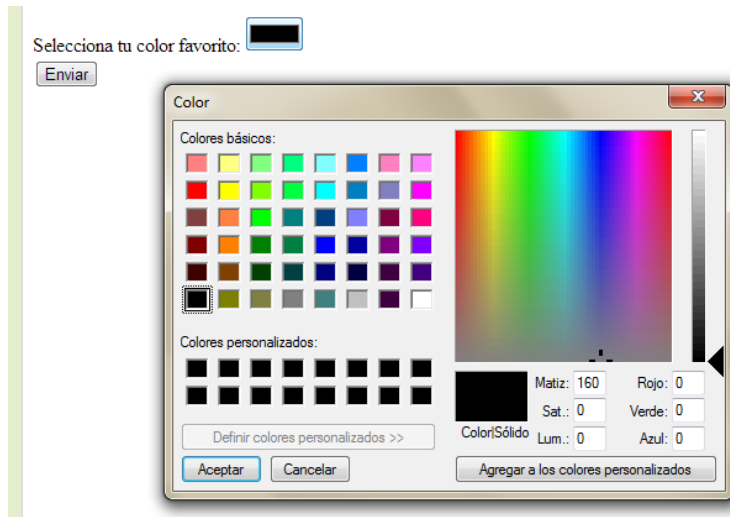 Selecciona tu color favorito:
Enviar
Color
x
Colores básicos:
Colores personalizados:
Definir colores personalizados >>
Aceptar
Cancelar
Color|Sólido
Matiz: 160
Sat.: 0
Lum.: 0
Rojo: 0
Verde: 0
Azul: 0
Agregar a los colores personalizados